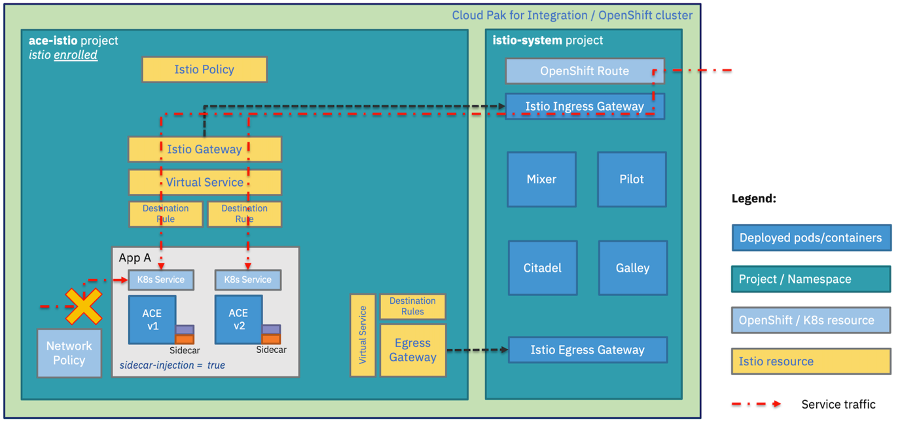 Cloud Pak for Integration / OpenShift cluster
ace-istio project
istio enrolled
Istio Policy
Istio Gateway
Virtual Service
Destination
Rule
Destination
Rule
App A
K8s Service
K8s Service
ACE
v1
ACE
v2
Sidecar
Sidecar
sidecar-injection = true
Network
Policy
Virtual Service
Destination
Rules
Egress
Gateway
istio-system project
OpenShift Route
Istio Ingress Gateway
Mixer
Pilot
Citadel
Galley
Istio Egress Gateway
Legend:
Deployed pods/containers
Project / Namespace
OpenShift / K8s resource
Istio resource
Service traffic